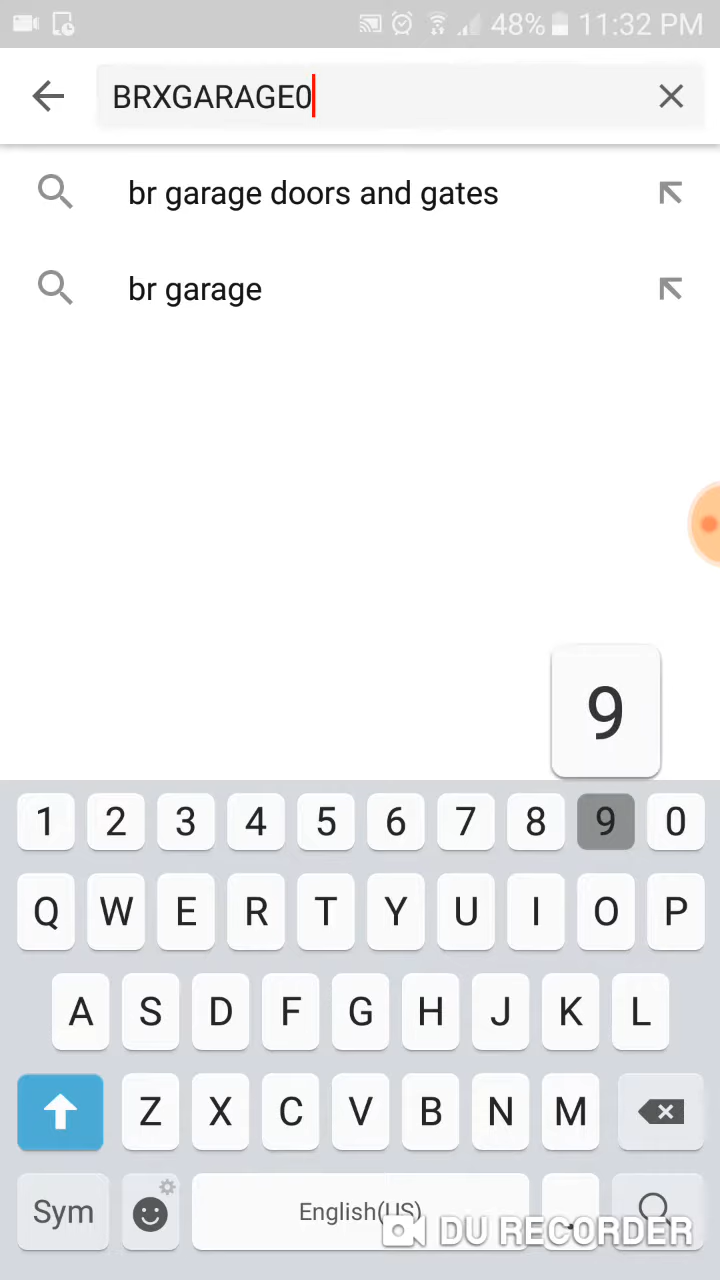 48% 11:32 PM
BRXGARAGE0
br garage doors and gates
br garage
9
1 2 3 4 5 6 7 8 9 0
Q W E R T Y U I O P
A S D F G H J K L
Z X C V B N M
Sym English(US) .
DU RECORDER